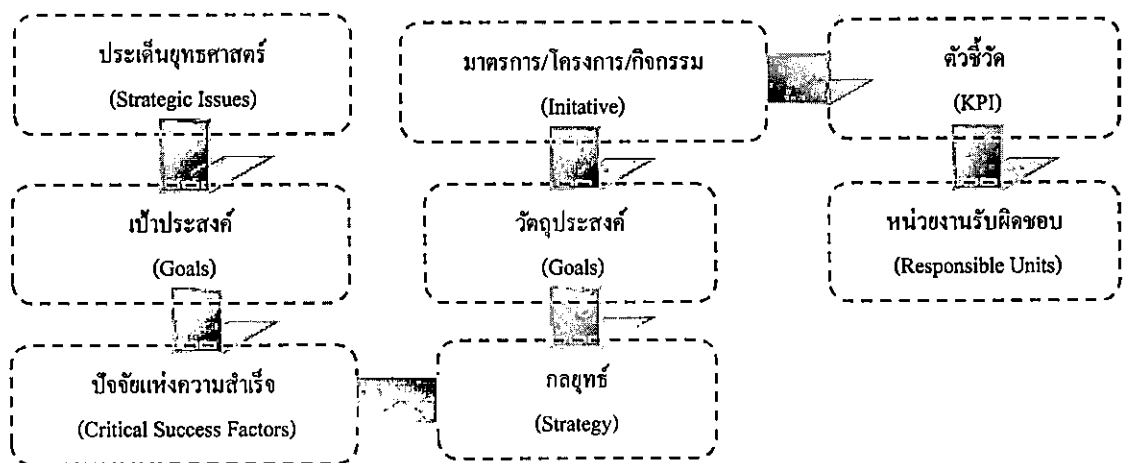 ประเด็นยุทธศาสตร์
(Strategic Issues)
เป้าประสงค์
(Goals)
ปัจจัยแห่งความสำเร็จ
(Critical Success Factors)
กลยุทธ์
(Strategy)
วัตถุประสงค์
(Goals)
มาตรการ/โครงการ/กิจกรรม
(Initative)
ตัวชี้วัด
(KPI)
หน่วยงานรับผิดชอบ
(Responsible Units)